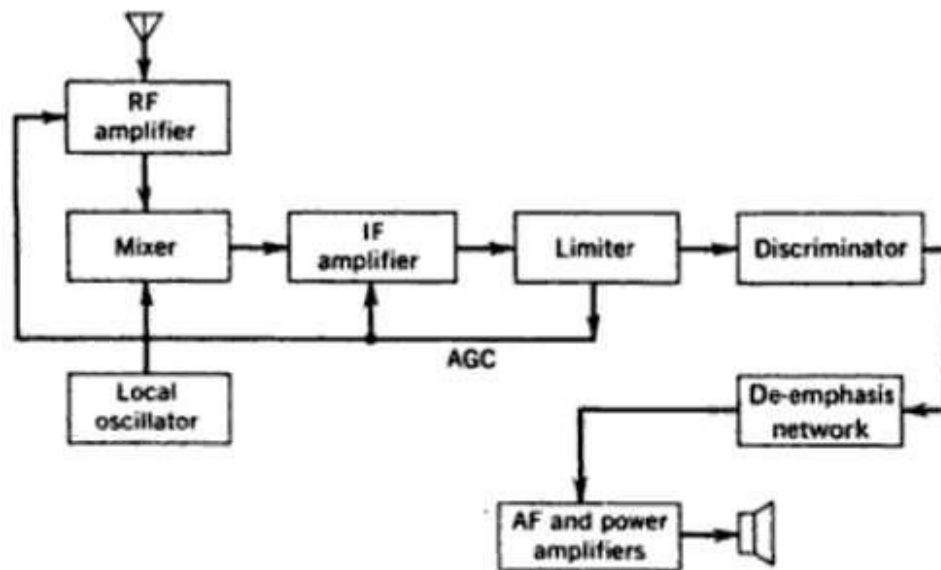 RF
amplifier
Mixer
IF
amplifier
Limiter
Discriminator
AGC
Local
oscillator
De-emphasis
network
AF and power
amplifiers